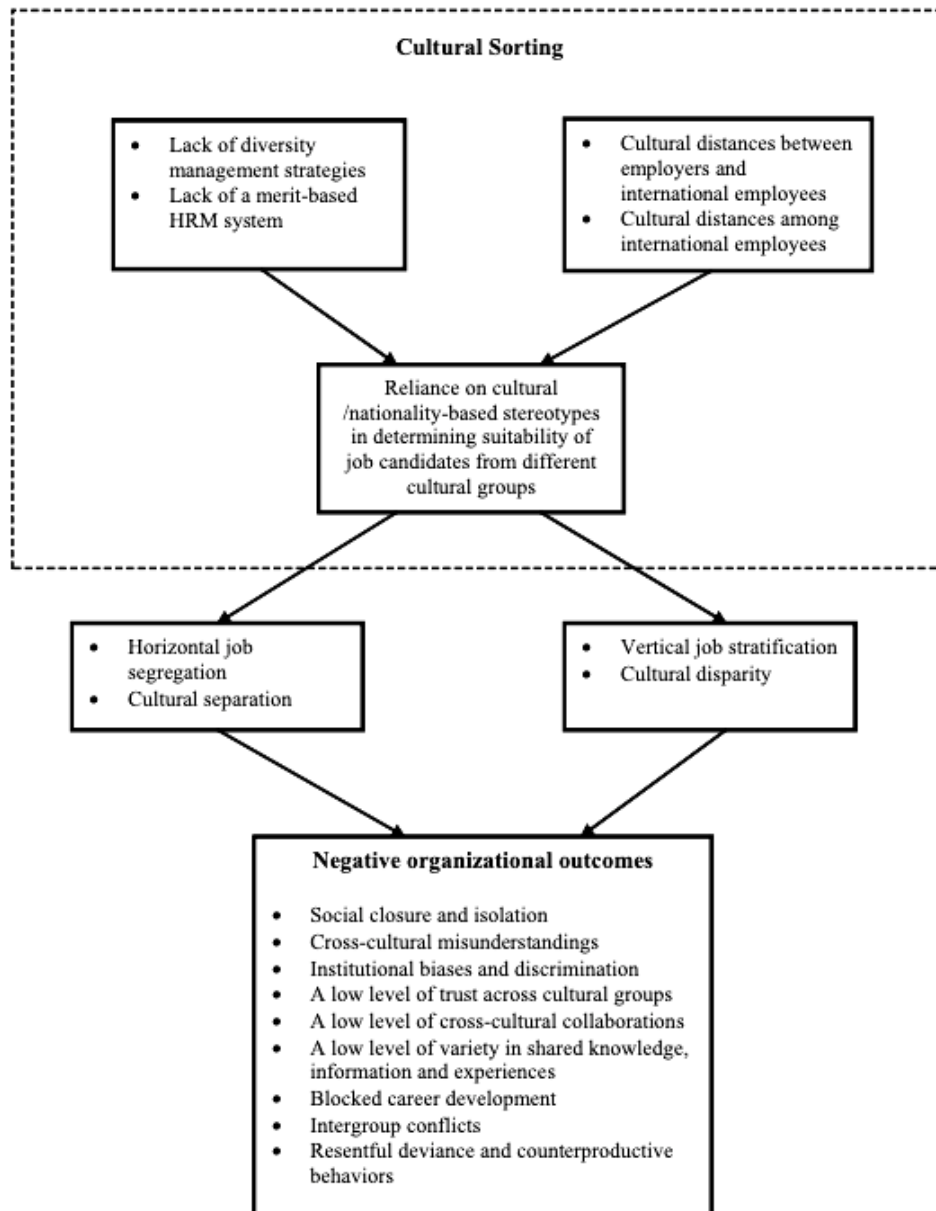 Cultural Sorting
• Lack of diversity
management strategies
• Lack of a merit-based
HRM system
• Cultural distances between
employers and
international employees
• Cultural distances among
international employees
Reliance on cultural
/nationality-based stereotypes
in determining suitability of
job candidates from different
cultural groups
• Horizontal job
segregation
• Cultural separation
• Vertical job stratification
• Cultural disparity
Negative organizational outcomes
• Social closure and isolation
• Cross-cultural misunderstandings
• Institutional biases and discrimination
• A low level of trust across cultural groups
• A low level of cross-cultural collaborations
• A low level of variety in shared knowledge,
information and experiences
• Blocked career development
• Intergroup conflicts
• Resentful deviance and counterproductive
behaviors